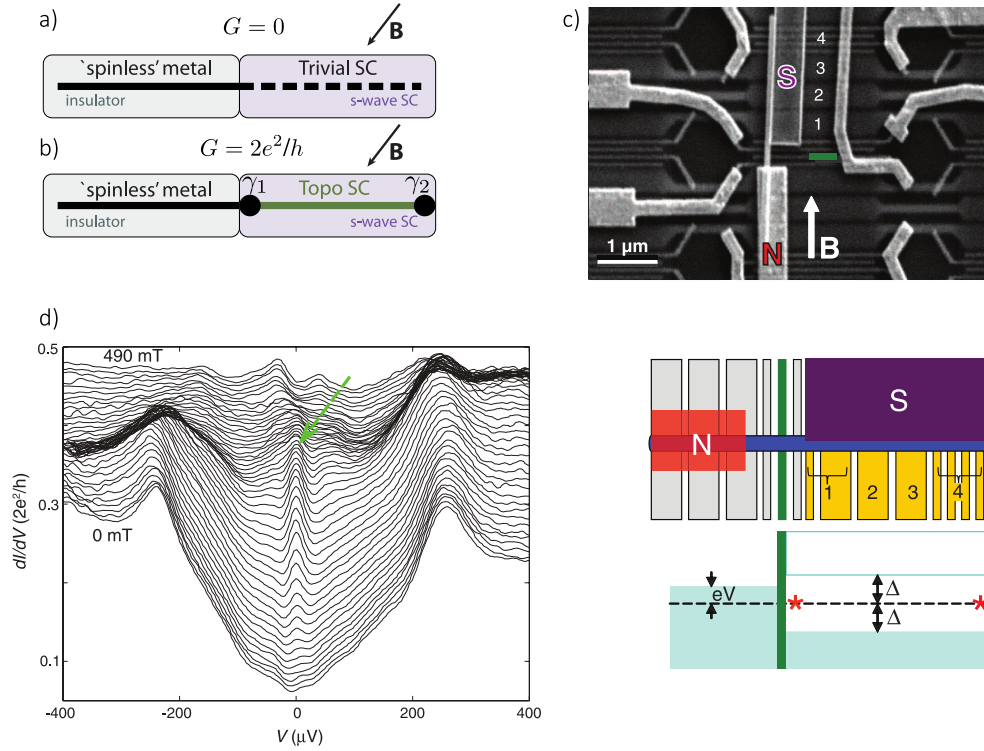 a)
G = 0
B
`spinless' metal
Trivial SC
insulator
s-wave SC
b)
G = 2e²/h
B
`spinless' metal
γ₁
Topo SC
γ₂
insulator
s-wave SC
c)
S
4
3
2
1
B
N
1 µm
N
S
1
2
3
4
eV
Δ
Δ
d)
0.5
490 mT
0.3
0 mT
0.1
dI/dV (2e²/h)
-400
-200
0
200
400
V (µV)